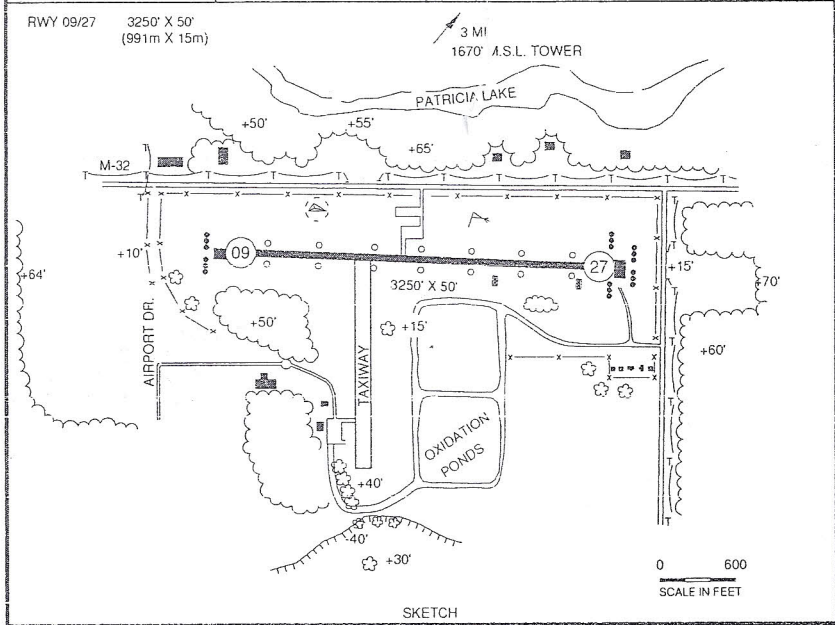 RWY 09/27 3250' X 50'
(991m X 15m)
3 MI
1670' M.S.L. TOWER
PATRICIA LAKE
+50'
+55'
+65'
M-32
T
+10'
+64'
09
27
3250' X 50'
+15'
+70'
+50'
+15'
+60'
AIRPORT DR.
TAXIWAY
OXIDATION
PONDS
+40'
-40'
+30'
0 600
SCALE IN FEET
SKETCH